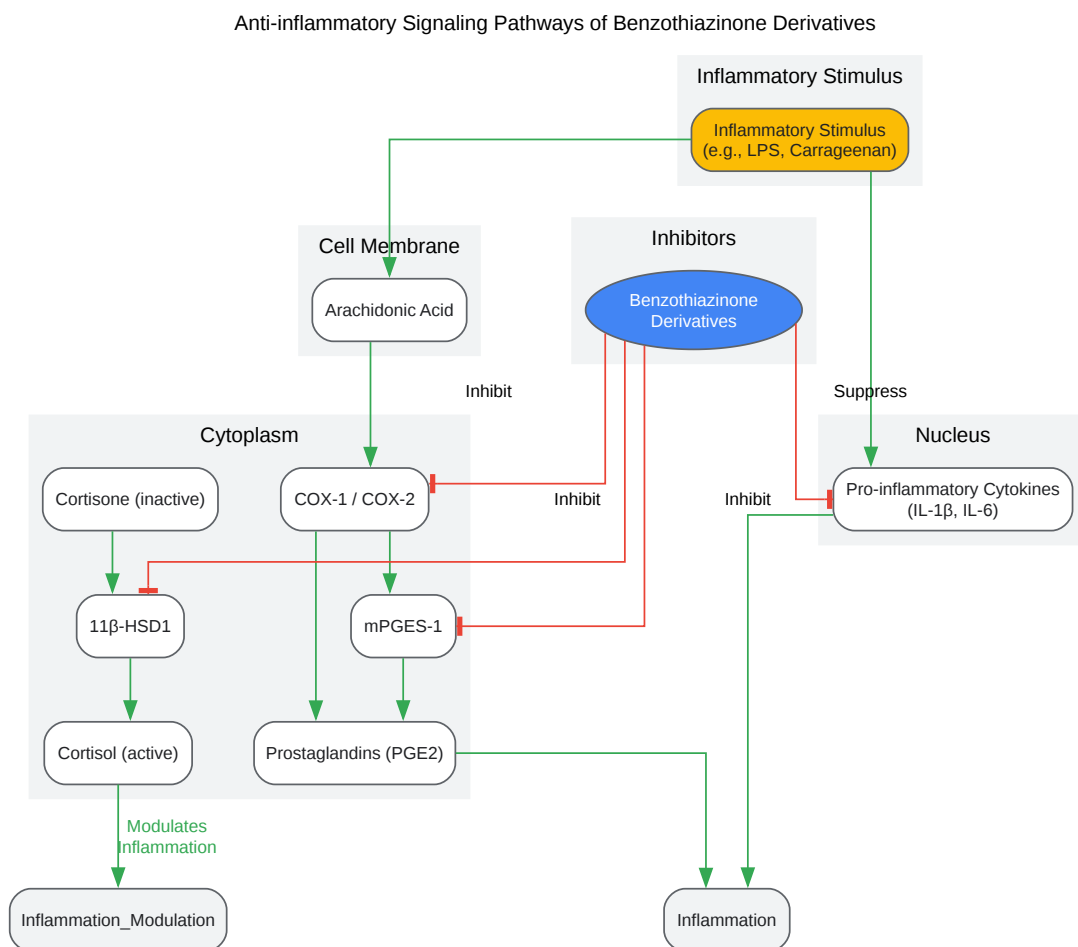 Anti-inflammatory Signaling Pathways of Benzothiazinone Derivatives
Inflammatory Stimulus
Inflammatory Stimulus
(e.g., LPS, Carrageenan)
Cell Membrane
Arachidonic Acid
Inhibitors
Benzothiazinone
Derivatives
Inhibit
Suppress
Cytoplasm
Nucleus
Cortisone (inactive)
COX-1 / COX-2
Inhibit
Inhibit
Pro-inflammatory Cytokines
(IL-1β, IL-6)
11β-HSD1
mPGES-1
Cortisol (active)
Prostaglandins (PGE2)
Modulates
Inflammation
Inflammation_Modulation
Inflammation